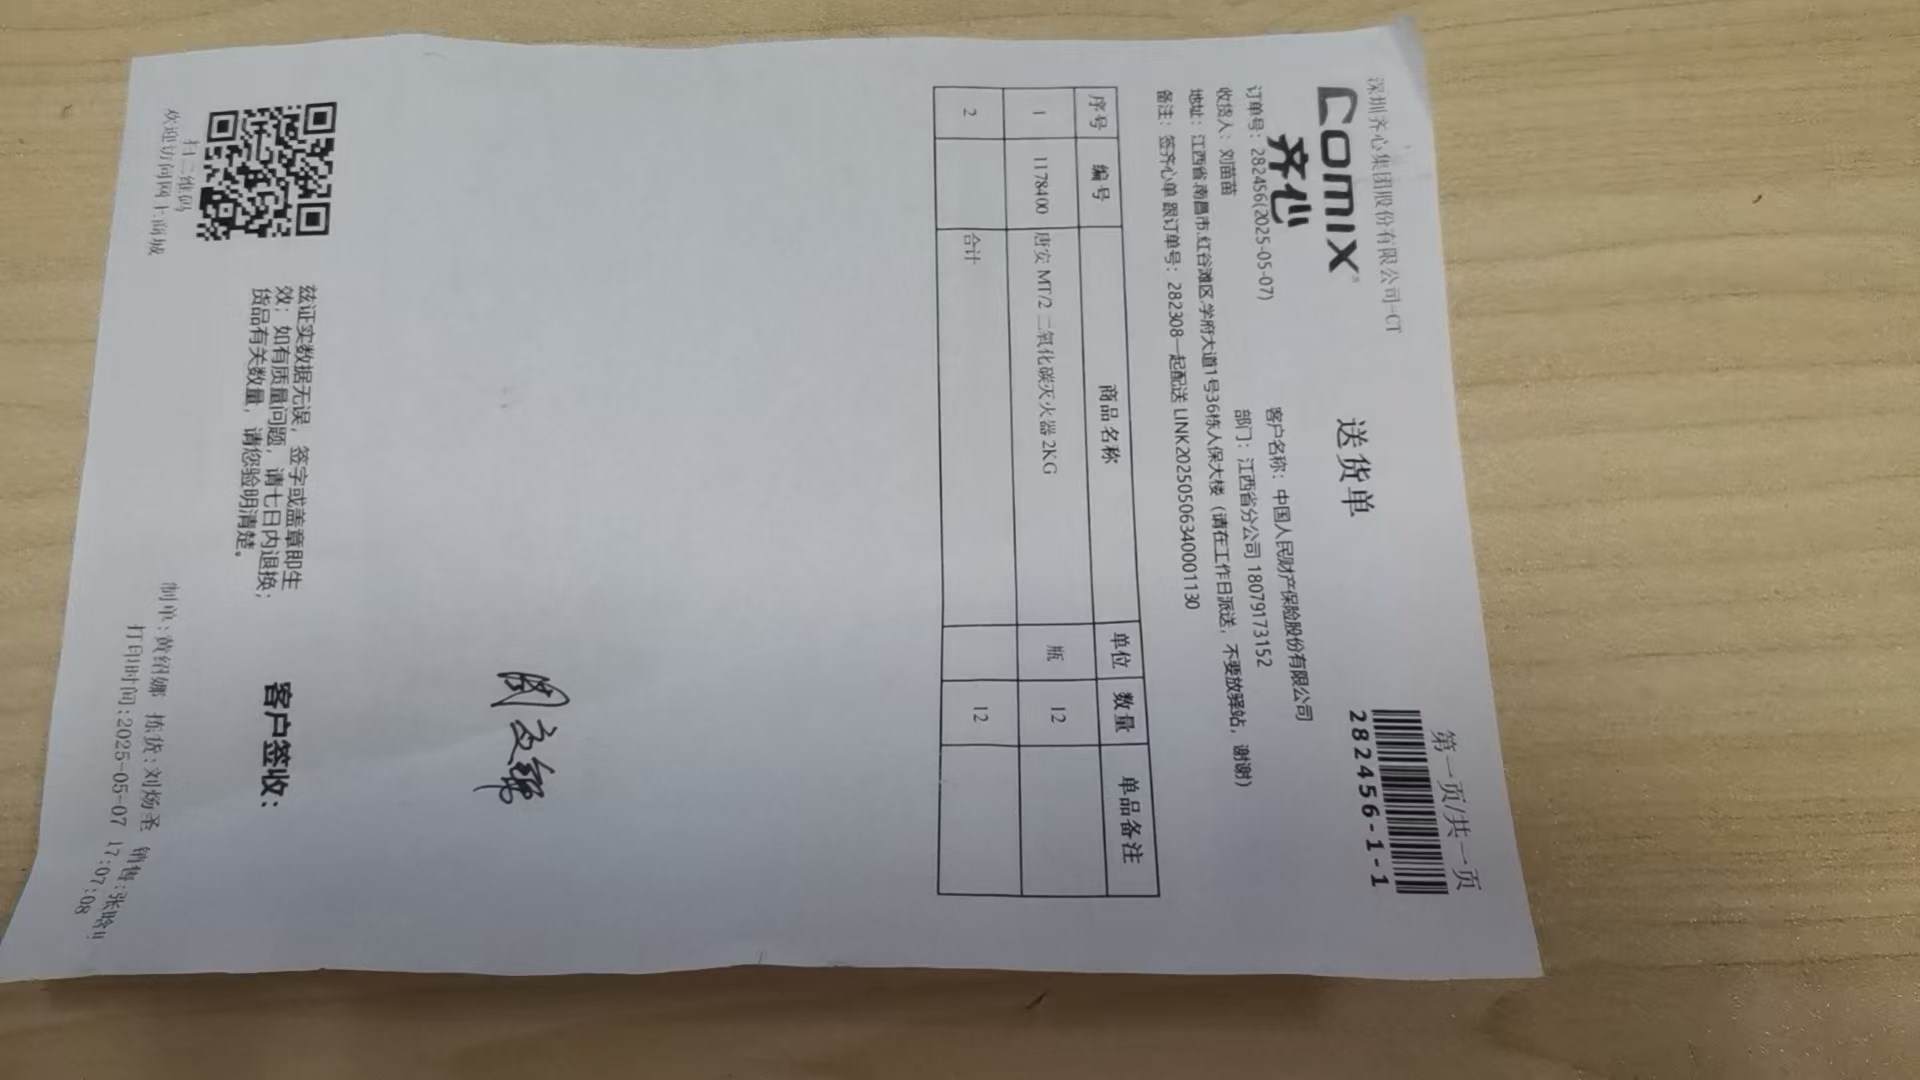 深圳齐心集团股份有限公司-CT
第一页/共一页
COMIX
齐心
送货单
282456-1-1
订单号：282456(2025-05-07)
客户名称：中国人民财产保险股份有限公司
收货人：刘苗苗
部门：江西省分公司 18079173152
地址：江西省.南昌市.红谷滩区.学府大道1号36栋人保大楼（请在工作日派送，不要放驿站，谢谢）
备注：签齐心单 跟订单号：282308一起配送 LINK20250506340001130
序号 编号 商品名称 单位 数量 单品备注
1 1178400 唐安 MT/2 二氧化碳灭火器 2KG 瓶 12
2 合计 12
兹证实数据无误，签字或盖章即生
效；如有质量问题，请七日内退换；
货品有关数量，请您验明清楚。
客户签收：
扫二维码
欢迎访问网上商城
制单:黄绍娜 拣货:刘炀圣 销售:张
打印时间:2025-05-07 17:07:08